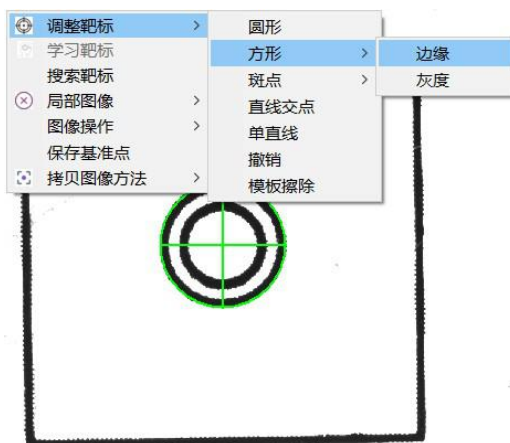 调整靶标
学习靶标
搜索靶标
局部图像
图像操作
保存基准点
拷贝图像方法
圆形
方形
斑点
直线交点
单直线
撤销
模板擦除
边缘
灰度